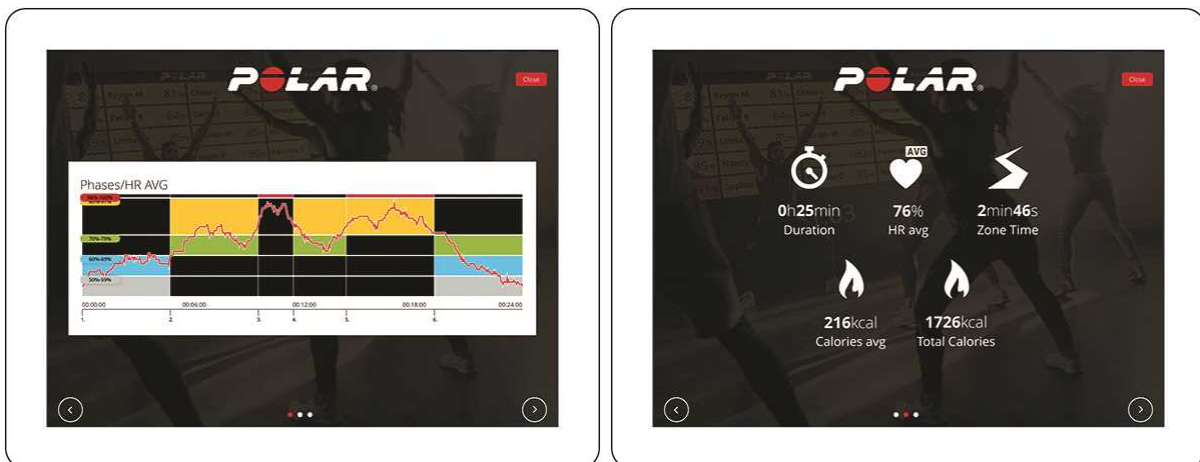 POLAR®
Close
Phases/HR AVG
90%-100%
70%-79%
60%-69%
50%-59%
00:00:00 00:06:00 00:12:00 00:18:00 00:24:00
1. 2. 3. 4. 5. 6.
POLAR®
Close
AVG
0h25min
Duration
76%
HR avg
2min46s
Zone Time
216kcal
Calories avg
1726kcal
Total Calories